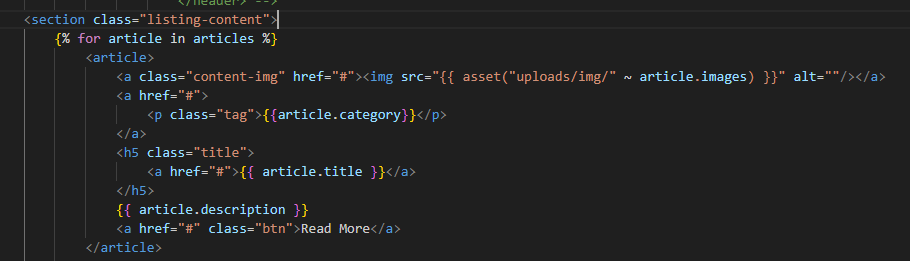 </header> -->
<section class="listing-content">
{% for article in articles %}
<article>
<a class="content-img" href="#"><img src="{{ asset("uploads/img/" ~ article.images) }}" alt=""/></a>
<a href="#">
<p class="tag">{{article.category}}</p>
</a>
<h5 class="title">
<a href="#">{{ article.title }}</a>
</h5>
{{ article.description }}
<a href="#" class="btn">Read More</a>
</article>